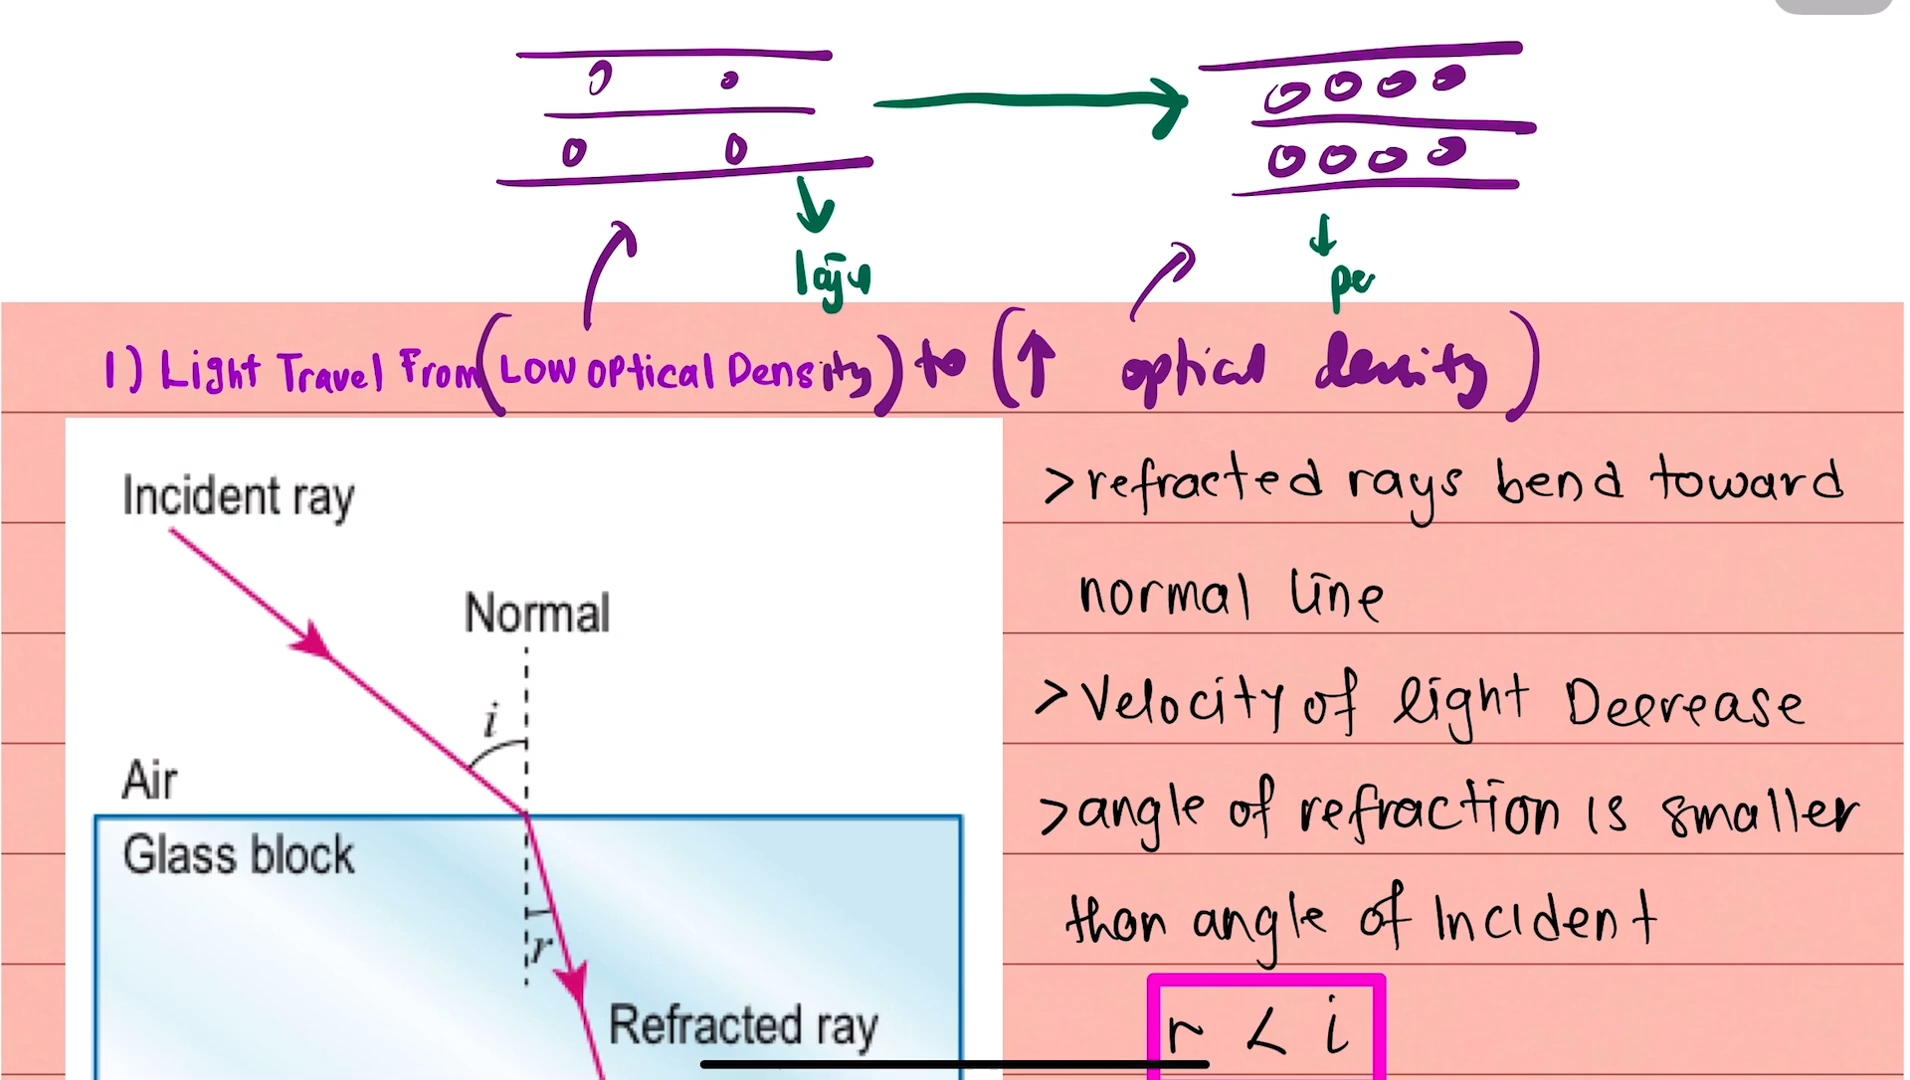 1) Light Travel From (Low optical Density) to (↑ optical density)
Incident ray
Normal
i
Air
Glass block
r
Refracted ray
> refracted rays bend toward
normal line
> Velocity of light Decrease
> angle of refraction is smaller
than angle of Incident
r < i